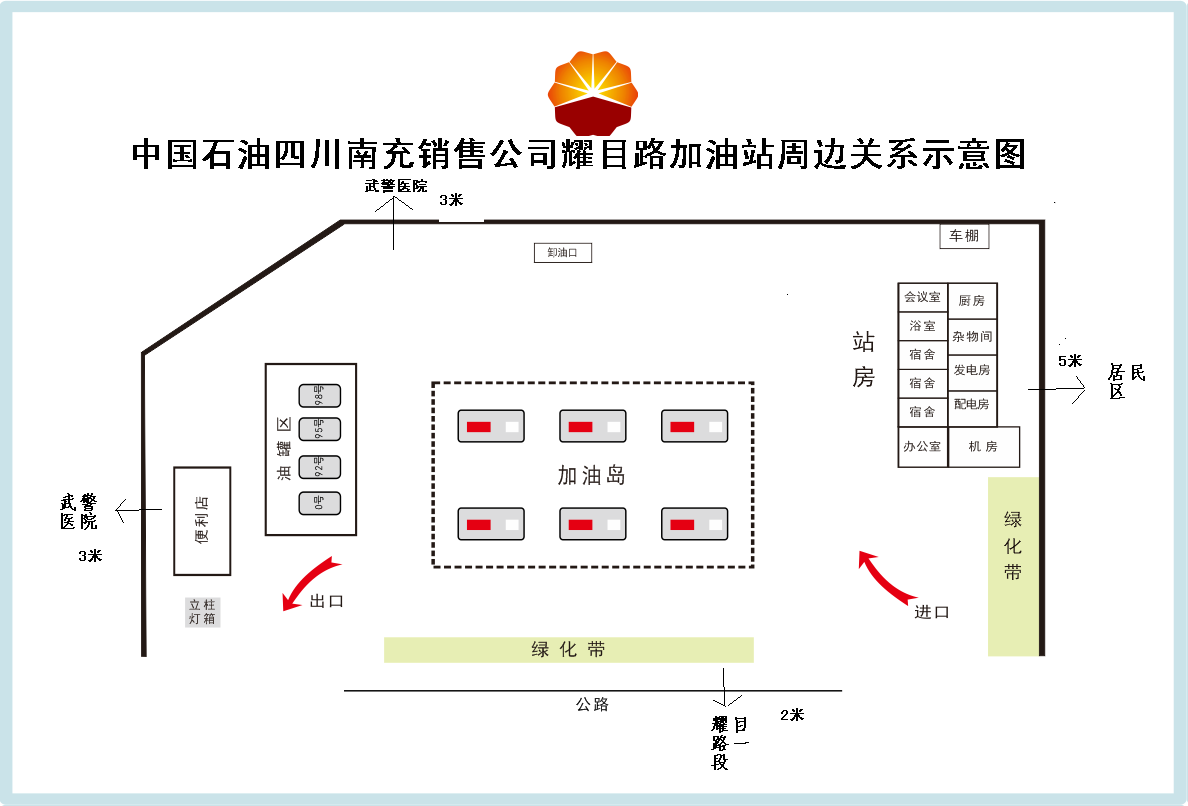 中国石油四川南充销售公司耀目路加油站周边关系示意图
武警医院
3米
卸油口
车棚
会议室
厨房
浴室
杂物间
宿舍
宿舍
发电房
宿舍
配电房
办公室
机房
站房
5米
居民
区
油罐区
98号
95号
92号
0号
加油岛
便利店
武警
医院
3米
立柱
灯箱
出口
进口
绿化带
绿化带
公路
耀目
路一
段
2米